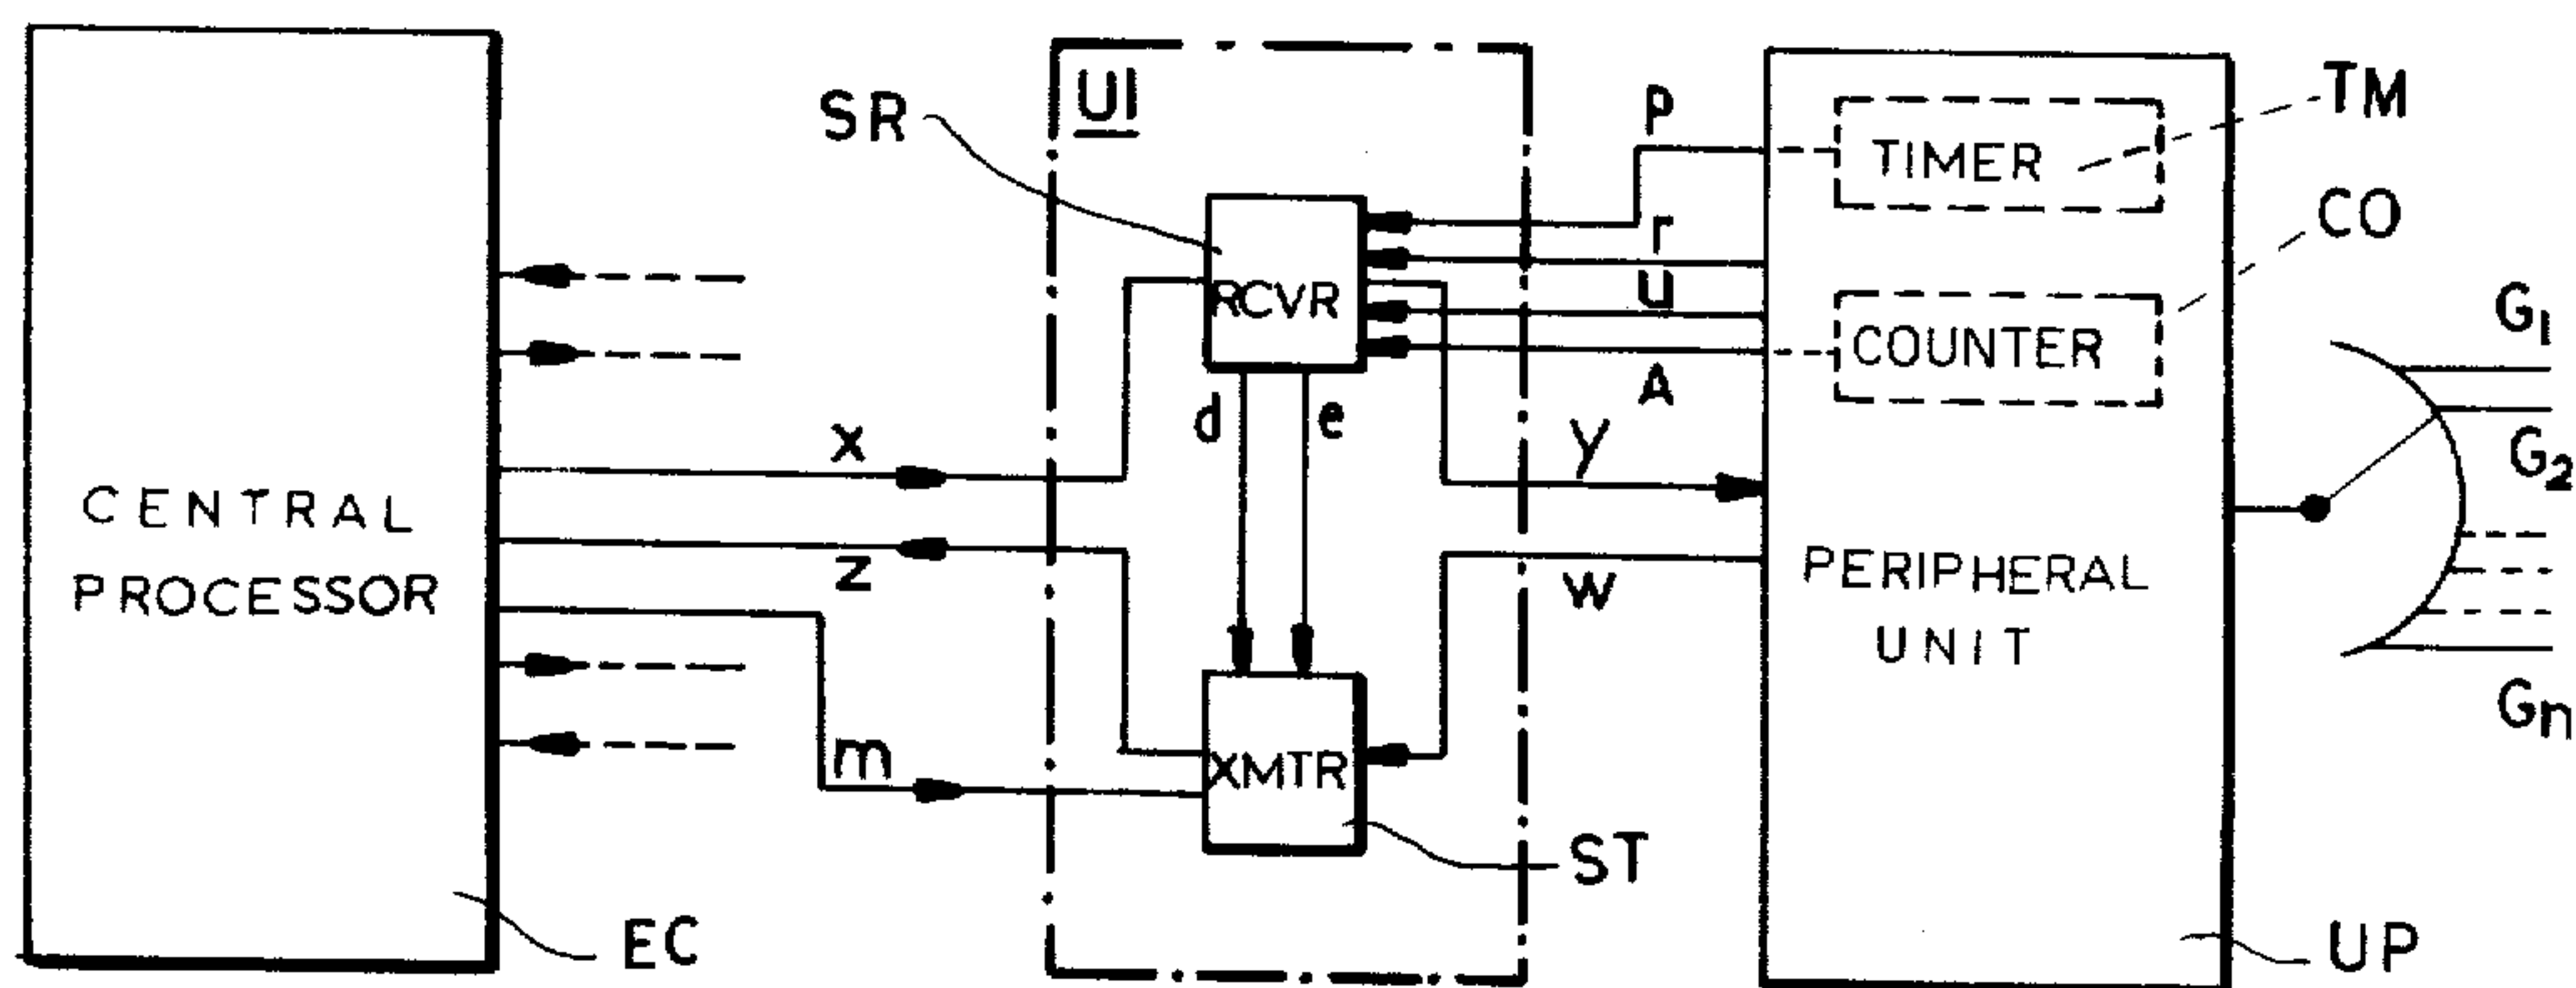 CENTRAL
PROCESSOR
EC
x
z
m
UI
SR
RCVR
d
e
XMTR
ST
p
r
u
A
y
w
TIMER
COUNTER
PERIPHERAL
UNIT
TM
CO
UP
G1
G2
Gn